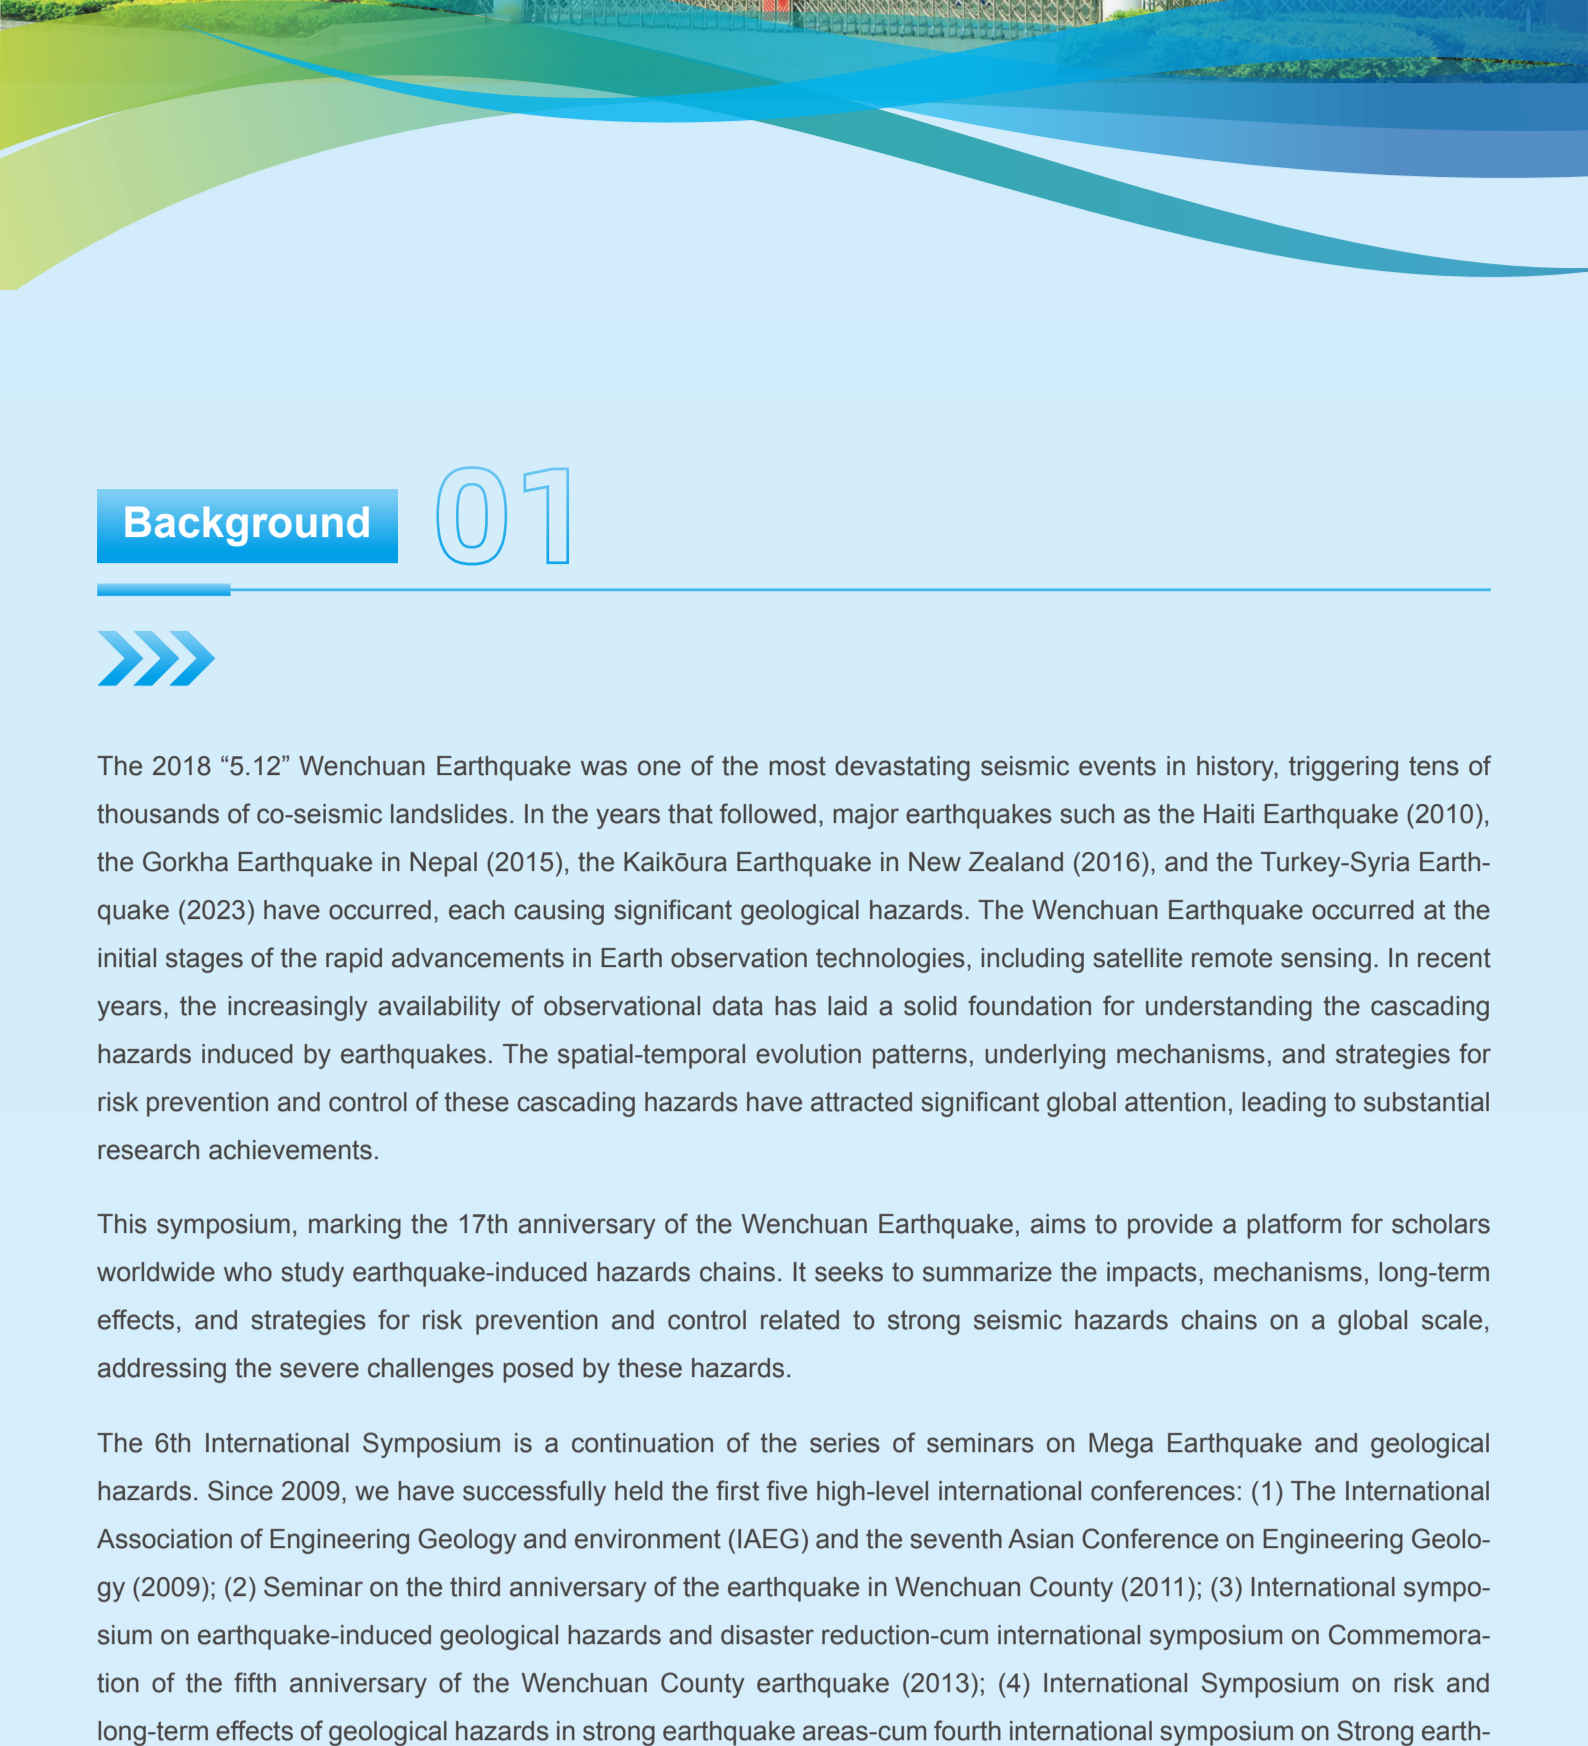 Background
01
The 2018 “5.12” Wenchuan Earthquake was one of the most devastating seismic events in history, triggering tens of
thousands of co-seismic landslides. In the years that followed, major earthquakes such as the Haiti Earthquake (2010),
the Gorkha Earthquake in Nepal (2015), the Kaikōura Earthquake in New Zealand (2016), and the Turkey-Syria Earth-
quake (2023) have occurred, each causing significant geological hazards. The Wenchuan Earthquake occurred at the
initial stages of the rapid advancements in Earth observation technologies, including satellite remote sensing. In recent
years, the increasingly availability of observational data has laid a solid foundation for understanding the cascading
hazards induced by earthquakes. The spatial-temporal evolution patterns, underlying mechanisms, and strategies for
risk prevention and control of these cascading hazards have attracted significant global attention, leading to substantial
research achievements.
This symposium, marking the 17th anniversary of the Wenchuan Earthquake, aims to provide a platform for scholars
worldwide who study earthquake-induced hazards chains. It seeks to summarize the impacts, mechanisms, long-term
effects, and strategies for risk prevention and control related to strong seismic hazards chains on a global scale,
addressing the severe challenges posed by these hazards.
The 6th International Symposium is a continuation of the series of seminars on Mega Earthquake and geological
hazards. Since 2009, we have successfully held the first five high-level international conferences: (1) The International
Association of Engineering Geology and environment (IAEG) and the seventh Asian Conference on Engineering Geolo-
gy (2009); (2) Seminar on the third anniversary of the earthquake in Wenchuan County (2011); (3) International sympo-
sium on earthquake-induced geological hazards and disaster reduction-cum international symposium on Commemora-
tion of the fifth anniversary of the Wenchuan County earthquake (2013); (4) International Symposium on risk and
long-term effects of geological hazards in strong earthquake areas-cum fourth international symposium on Strong earth-